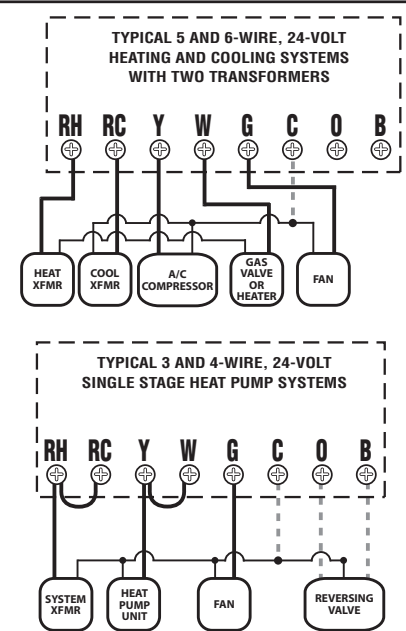 TYPICAL 5 AND 6-WIRE, 24-VOLT
HEATING AND COOLING SYSTEMS
WITH TWO TRANSFORMERS
RH RC Y W G C O B
HEAT
XFMR
COOL
XFMR
A/C
COMPRESSOR
GAS
VALVE
OR
HEATER
FAN
TYPICAL 3 AND 4-WIRE, 24-VOLT
SINGLE STAGE HEAT PUMP SYSTEMS
RH RC Y W G C O B
SYSTEM
XFMR
HEAT
PUMP
UNIT
FAN
REVERSING
VALVE